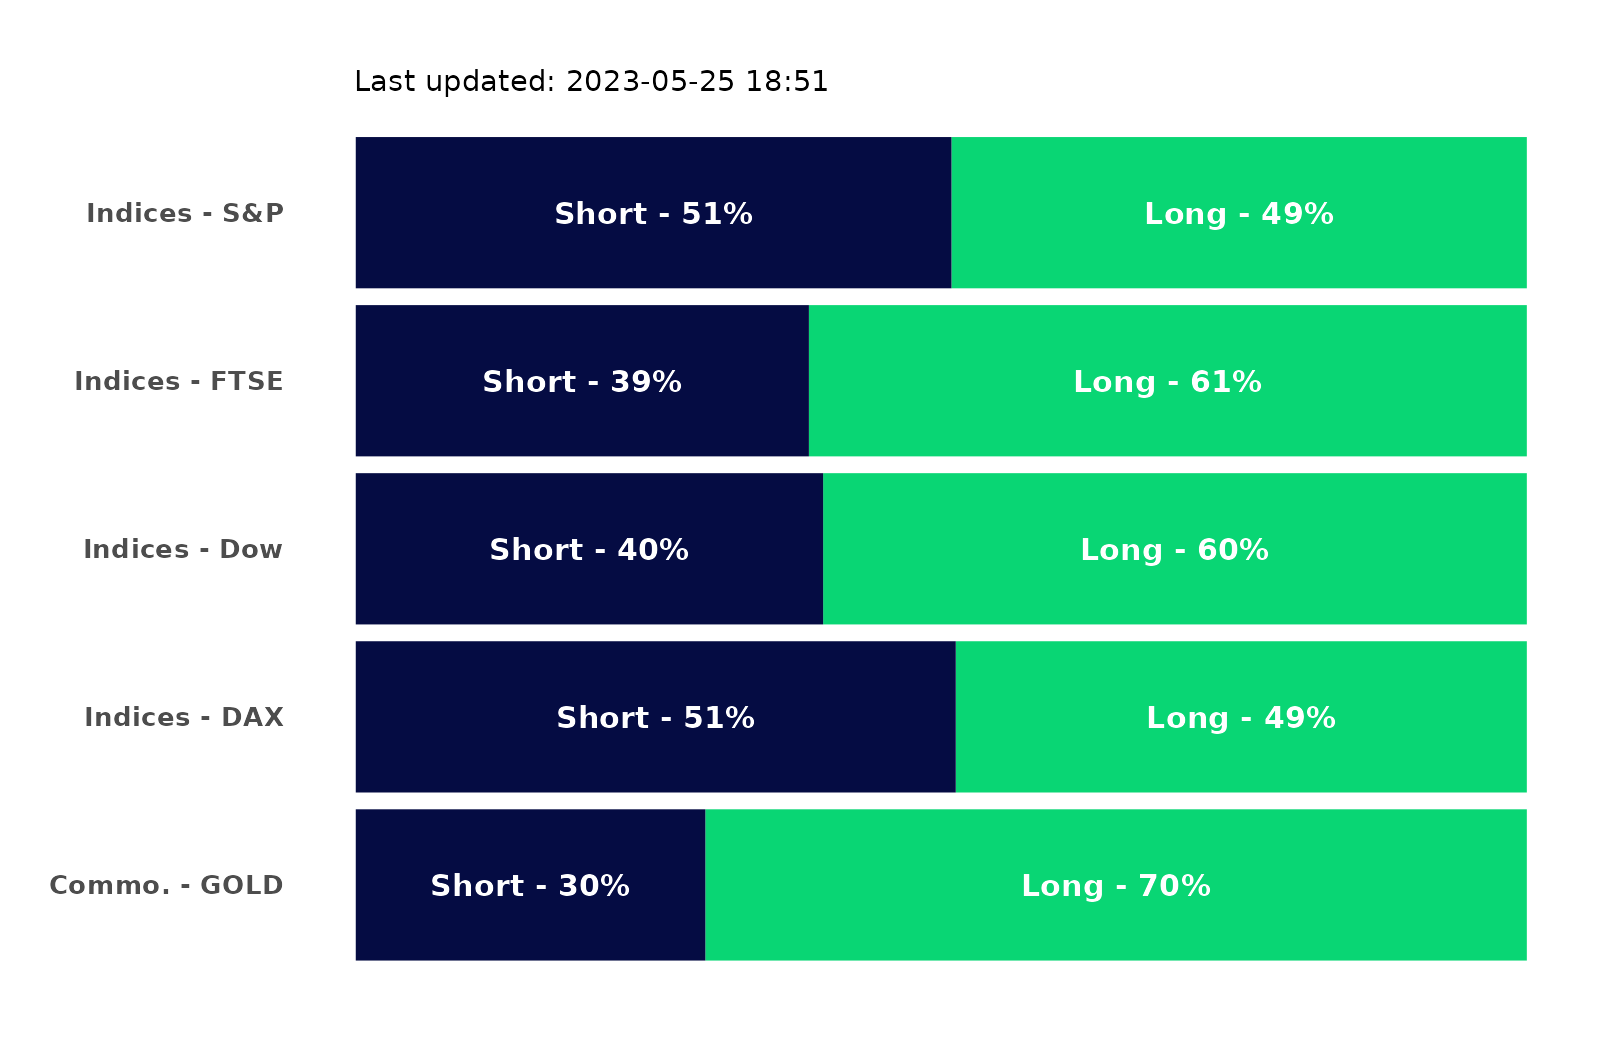 Last updated: 2023-05-25 18:51
Indices - S&P Short - 51% Long - 49%
Indices - FTSE Short - 39% Long - 61%
Indices - Dow Short - 40% Long - 60%
Indices - DAX Short - 51% Long - 49%
Commo. - GOLD Short - 30% Long - 70%